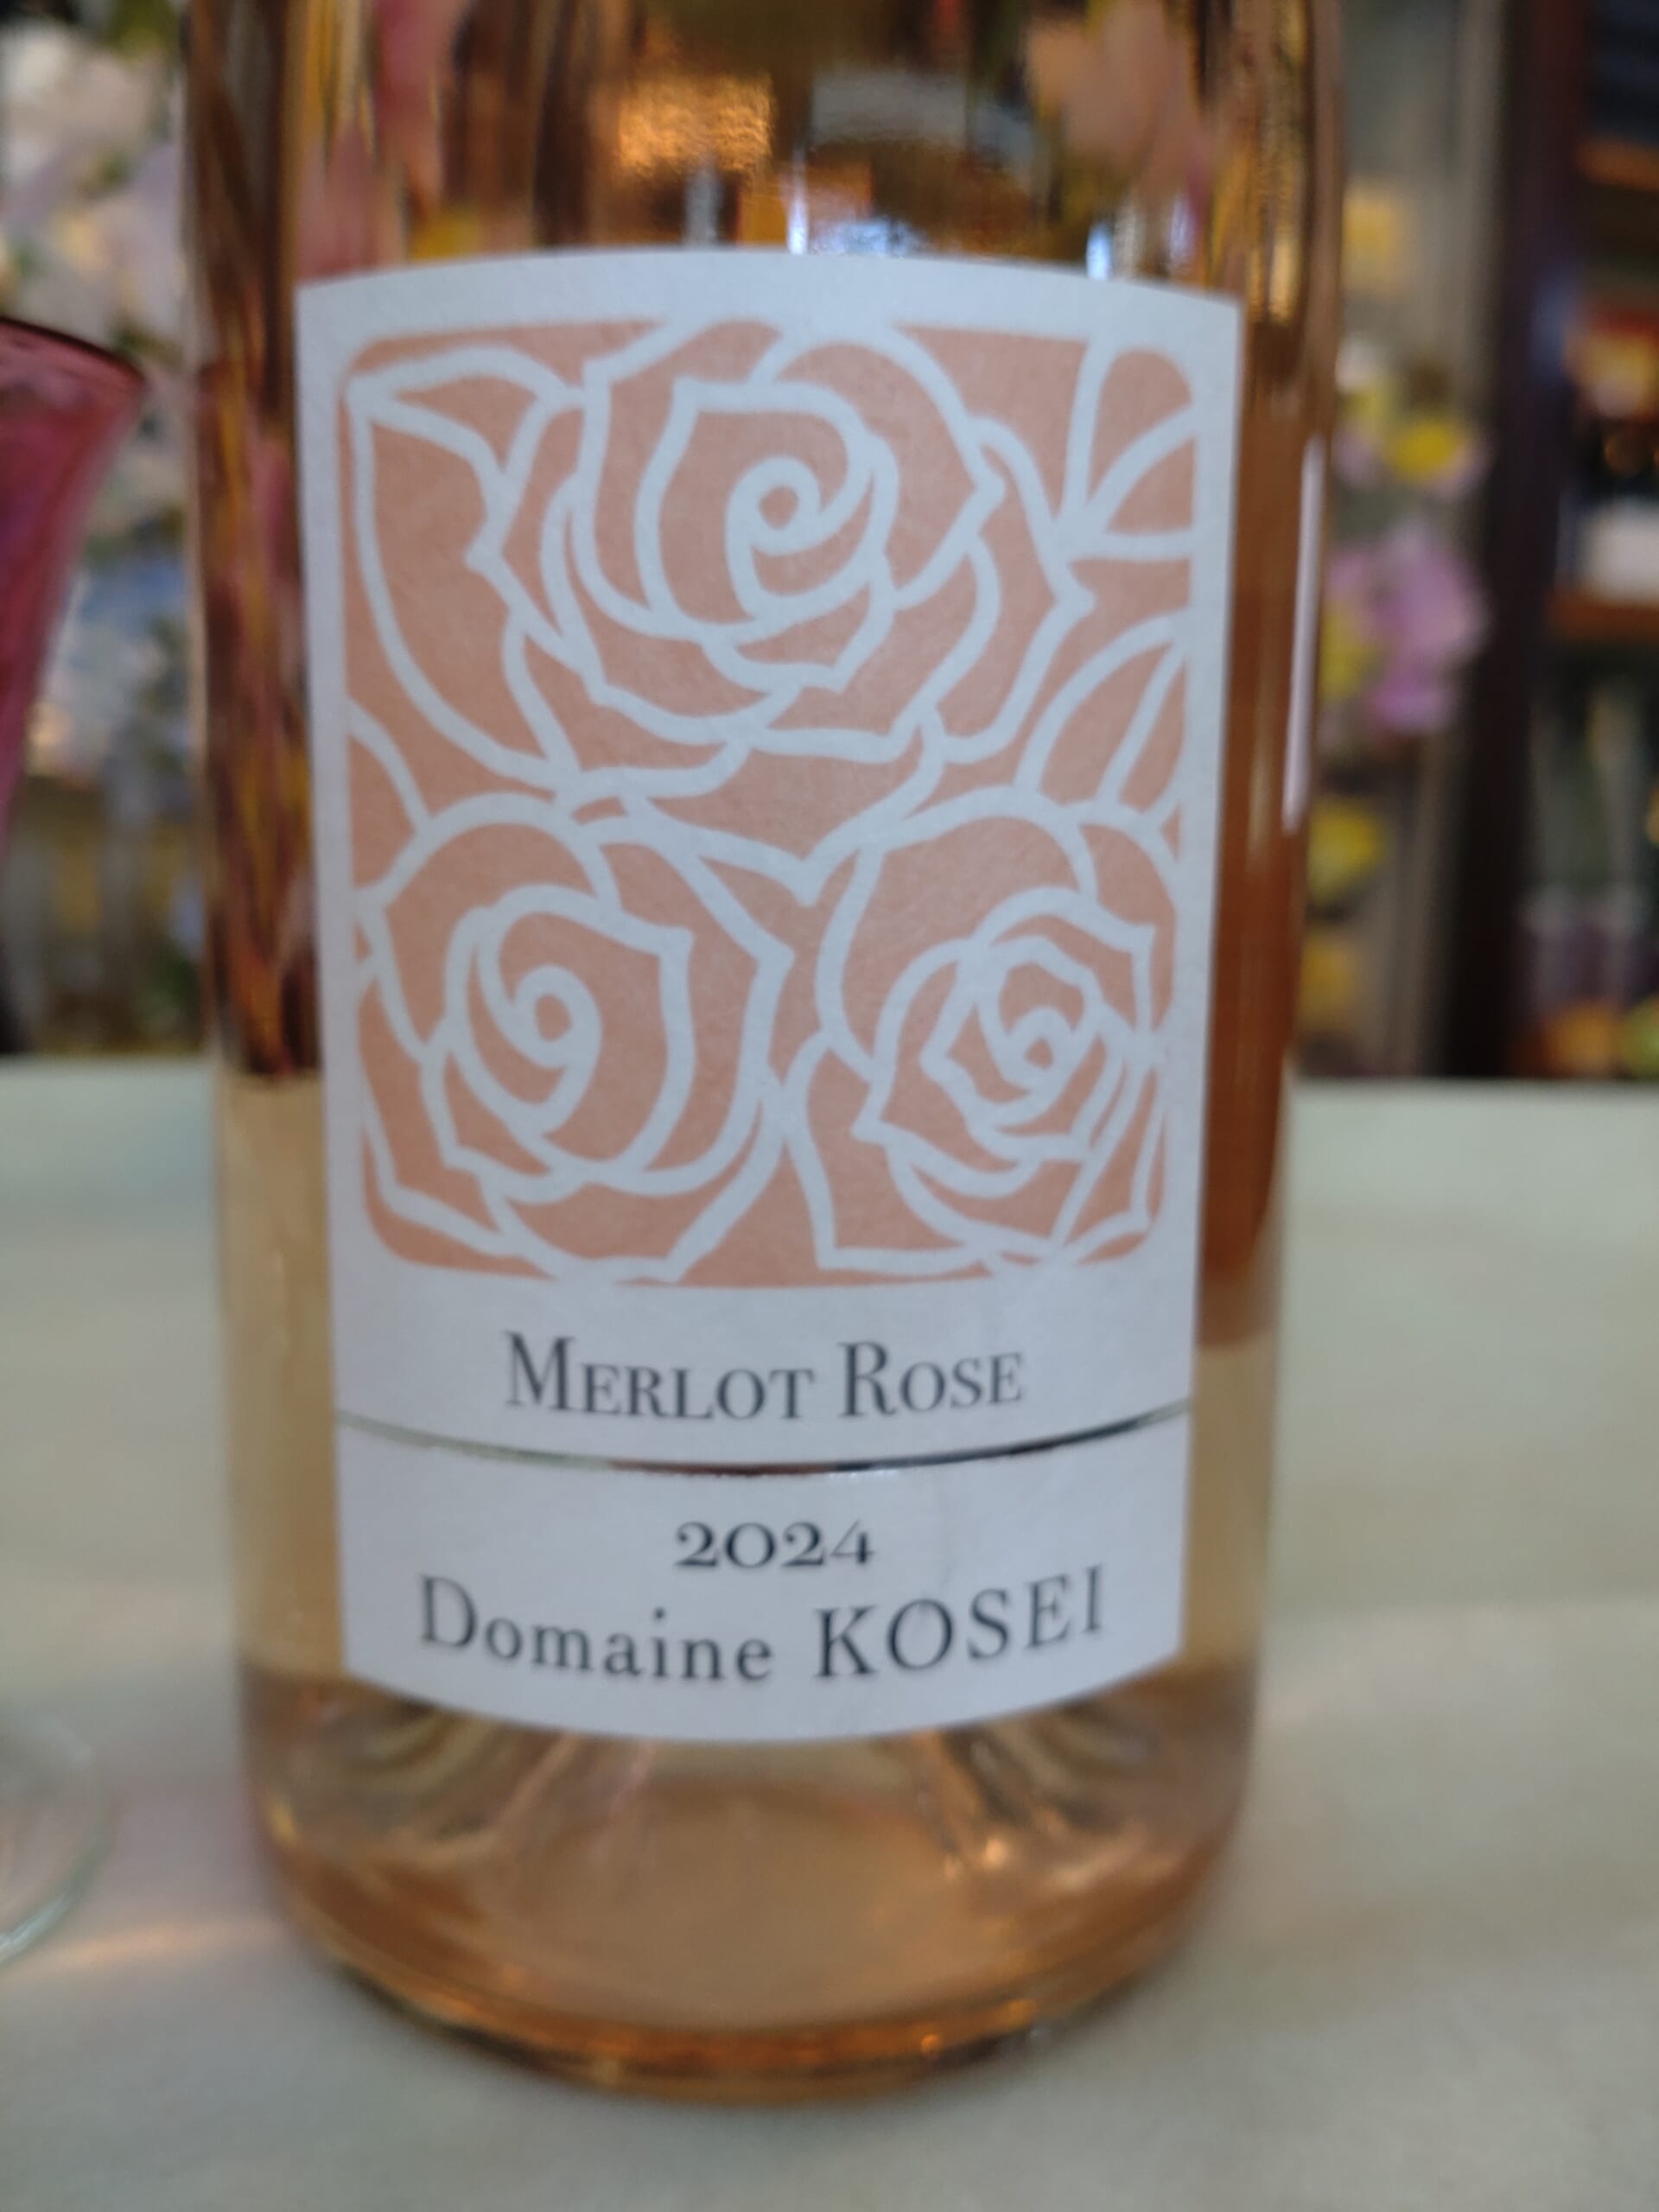 MERLOT ROSE
2024
Domaine KOSEI